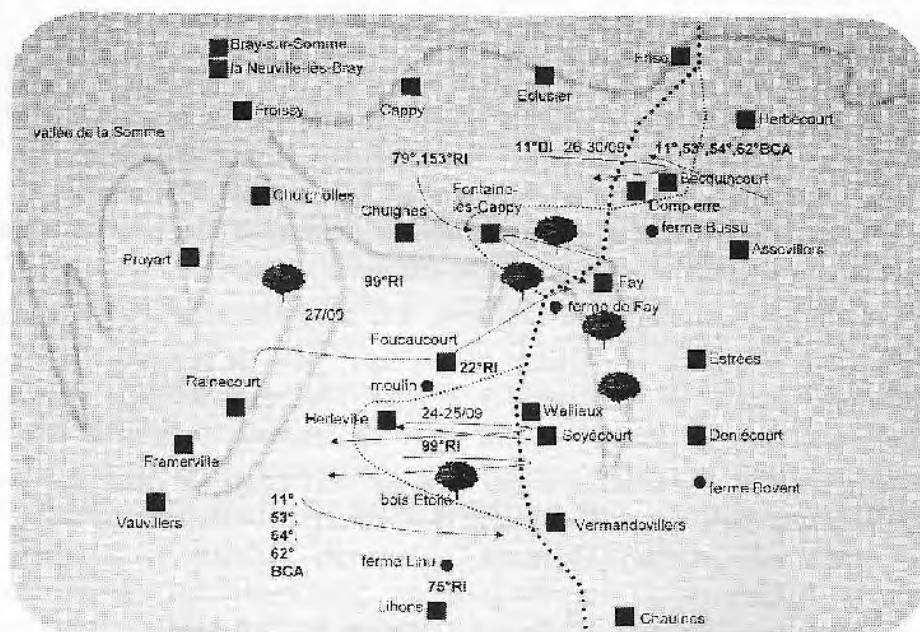 Bray-sur-Somme
la Neuville-lès-Bray
Frise
Eclusier
Cappy
Froissy
Herbécourt
vallée de la Somme
79°,153°RI
11°DI 26-30/09
11°,53°,54°,62°BCA
Becquincourt
Fontaine-
lès-Cappy
Dompierre
Chuignolles
Chuignes
ferme Bussu
Assevillers
Proyart
99°RI
Fay
27/09
ferme de Fay
Foucaucourt
22°RI
Estrées
Rainecourt
moulin
Herleville
24-25/09
Wallieux
Soyécourt
Deniécourt
Framerville
99°RI
bois Etoilé
ferme Bovent
Vauvillers
11°,
53°,
54°,
62°
BCA
Vermandovillers
ferme Lihu
75°RI
Lihons
Chaulnes